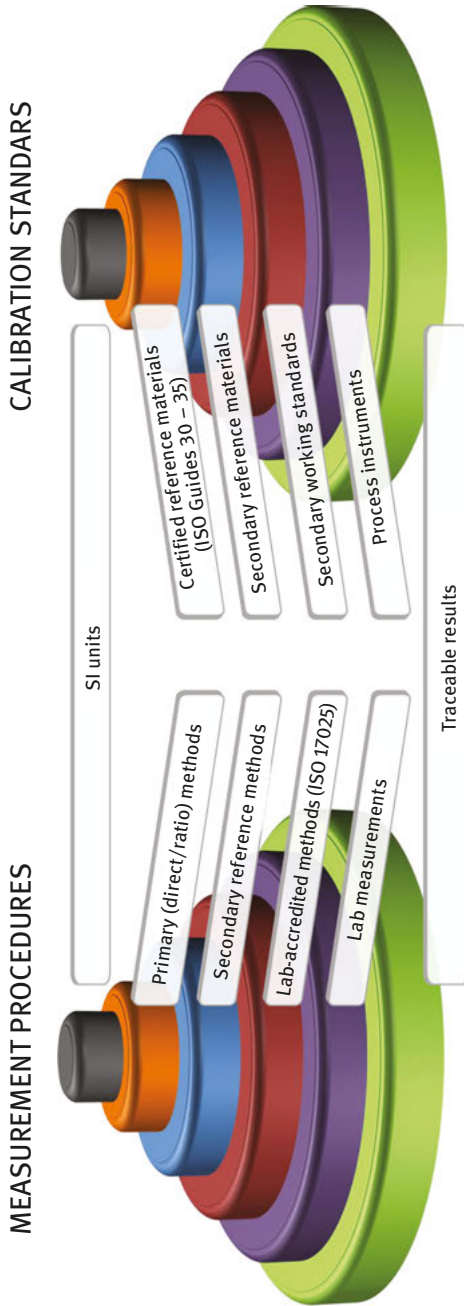 MEASUREMENT PROCEDURES
CALIBRATION STANDARS
SI units
Primary (direct/ratio) methods
Secondary reference methods
Lab-accredited methods (ISO 17025)
Lab measurements
Certified reference materials
(ISO Guides 30 – 35)
Secondary reference materials
Secondary working standards
Process instruments
Traceable results